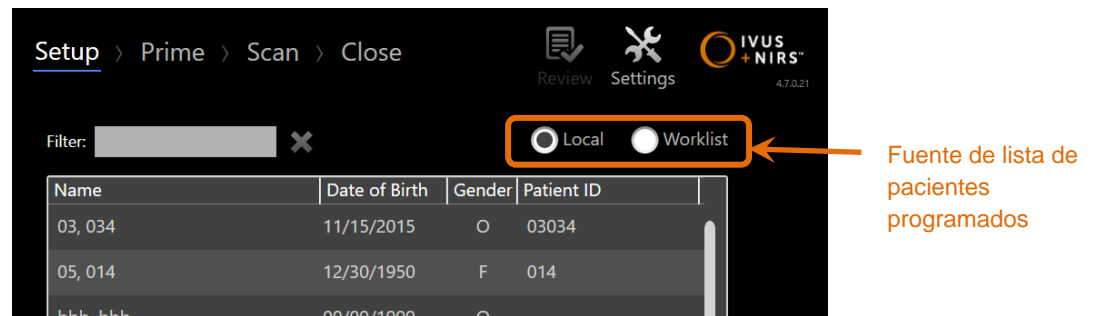 Setup > Prime > Scan > Close
Review
Settings
IVUS
+NIRS™
4.7.0.21
Filter:
Local
Worklist
Fuente de lista de
pacientes
programados
Name Date of Birth Gender Patient ID
03, 034 11/15/2015 O 03034
05, 014 12/30/1950 F 014